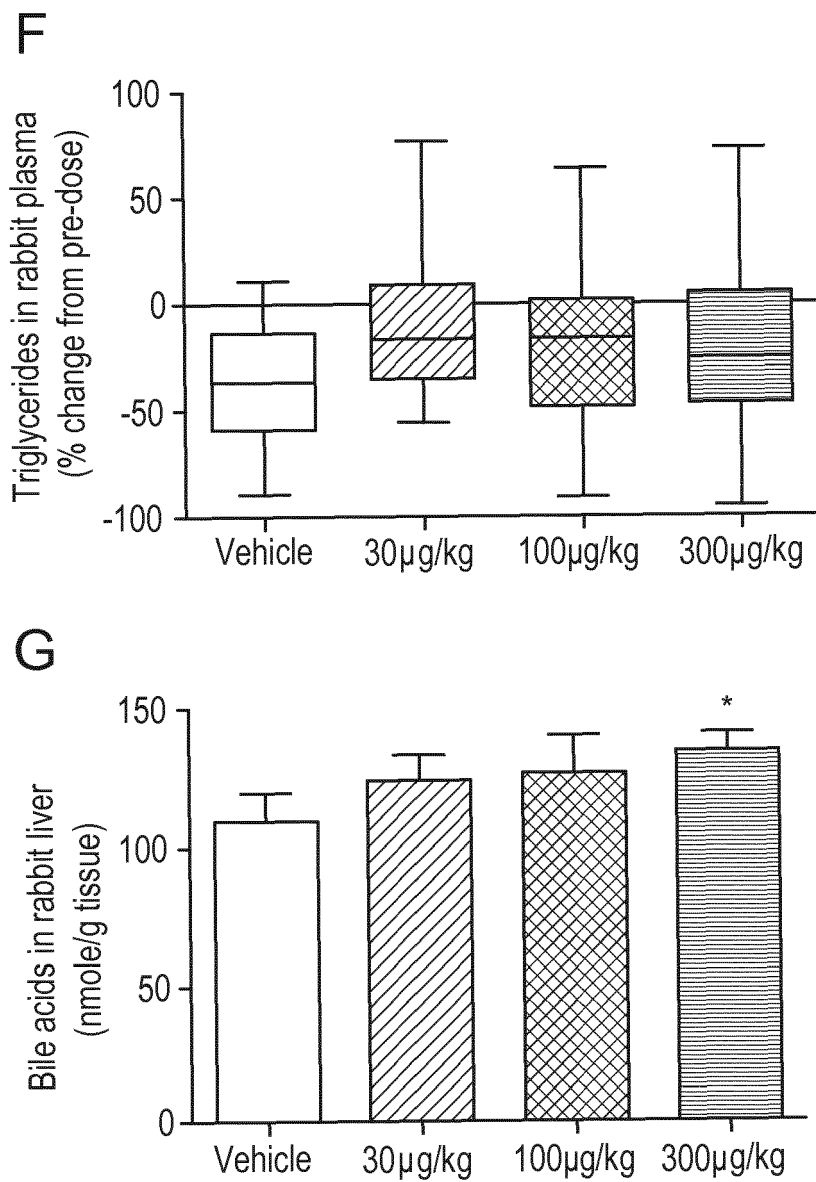 F
Triglycerides in rabbit plasma
(% change from pre-dose)
100
50
0
-50
-100
Vehicle 30µg/kg 100µg/kg 300µg/kg
G
Bile acids in rabbit liver
(nmole/g tissue)
150
100
50
0
*
Vehicle 30µg/kg 100µg/kg 300µg/kg